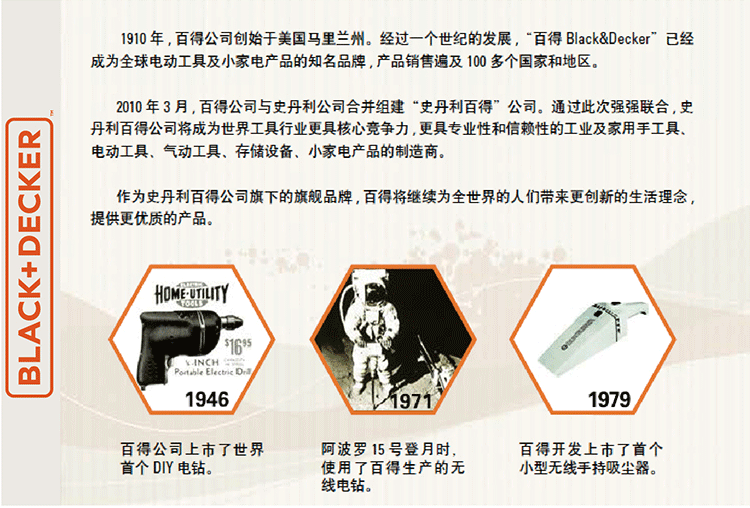 BLACK+DECKER
1910 年，百得公司创始于美国马里兰州。经过一个世纪的发展，“百得 Black&Decker”已经
成为全球电动工具及小家电产品的知名品牌，产品销售遍及 100 多个国家和地区。
2010 年 3 月，百得公司与史丹利公司合并组建“史丹利百得”公司。通过此次强强联合，史
丹利百得公司将成为世界工具行业更具核心竞争力，更具专业性和信赖性的工业及家用手工具、
电动工具、气动工具、存储设备、小家电产品的制造商。
作为史丹利百得公司旗下的旗舰品牌，百得将继续为全世界的人们带来更创新的生活理念，
提供更优质的产品。
ELECTRIC
HOME-UTILITY
TOOLS
$16.95
-INCH
Portable Electric Drill
1946
1971
1979
百得公司上市了世界
首个 DIY 电钻。
阿波罗 15 号登月时，
使用了百得生产的无
线电钻。
百得开发上市了首个
小型无线手持吸尘器。